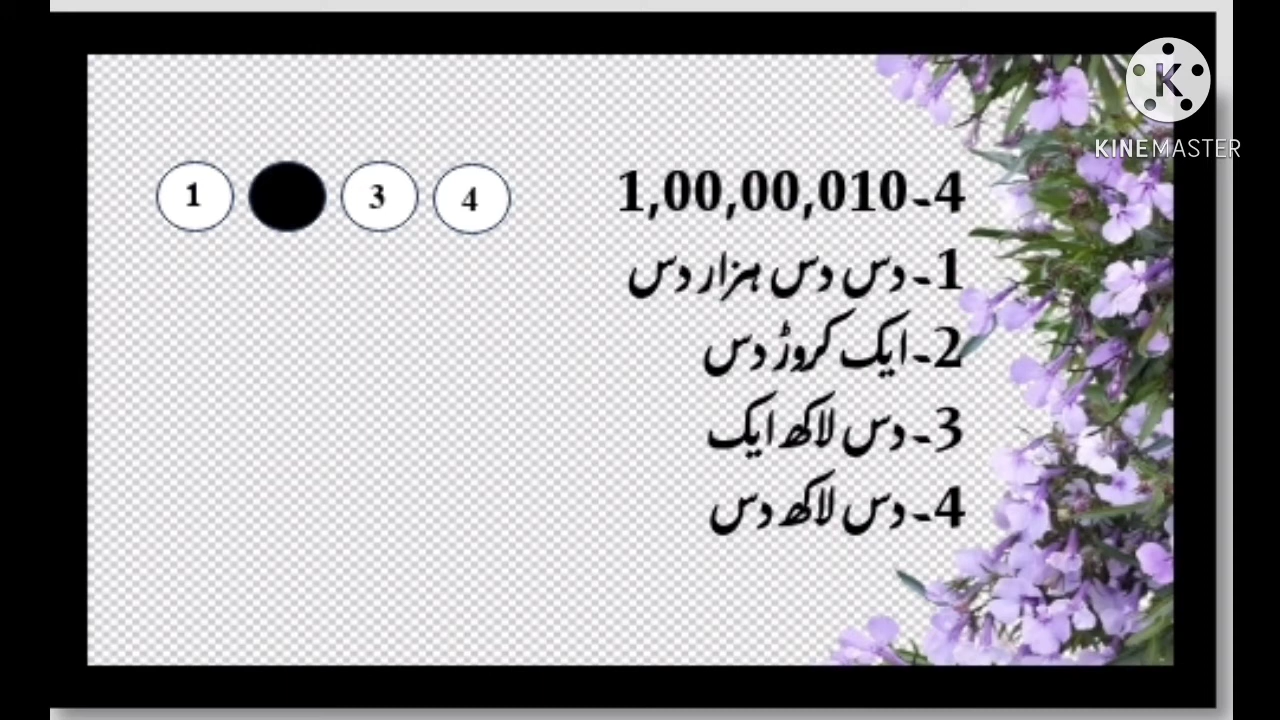 4۔1,00,00,010
1۔ دس دس ہزار دس
2۔ ایک کروڑ دس
3۔ دس لاکھ ایک
4۔ دس لاکھ دس
1 3 4
K
KINEMASTER